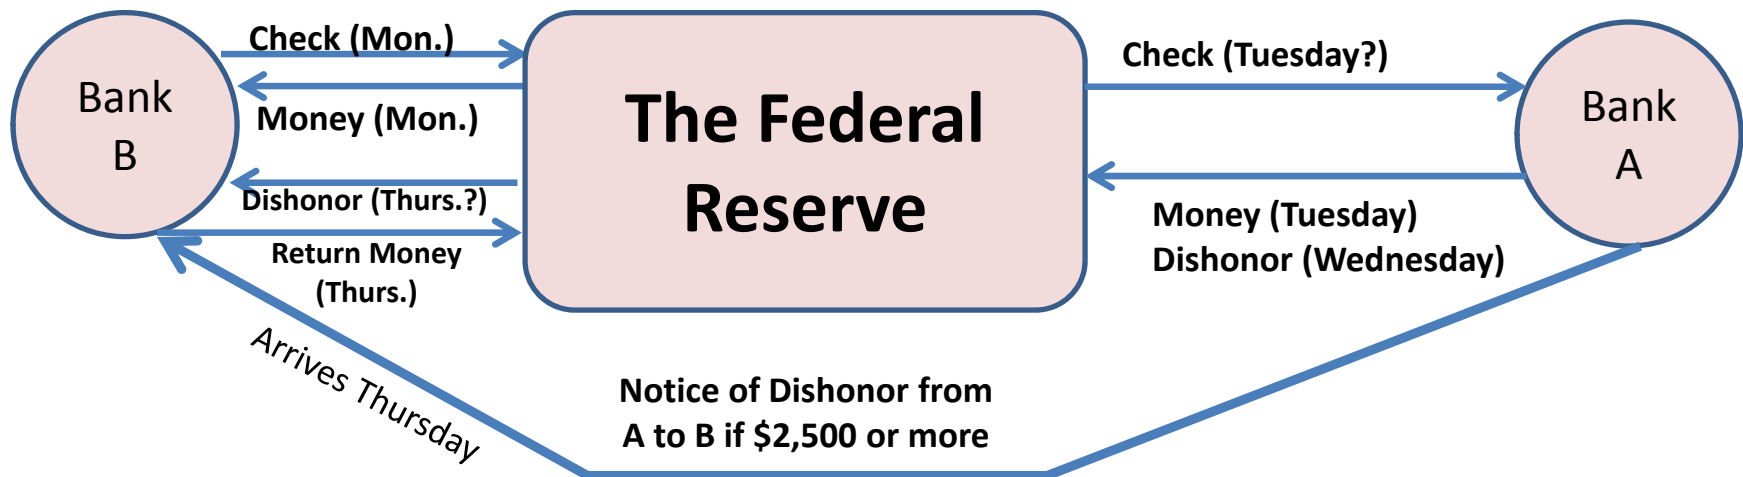 Bank
B
Check (Mon.)
Money (Mon.)
Dishonor (Thurs.?)
Return Money
(Thurs.)
The Federal
Reserve
Check (Tuesday?)
Money (Tuesday)
Dishonor (Wednesday)
Bank
A
Arrives Thursday
Notice of Dishonor from
A to B if $2,500 or more